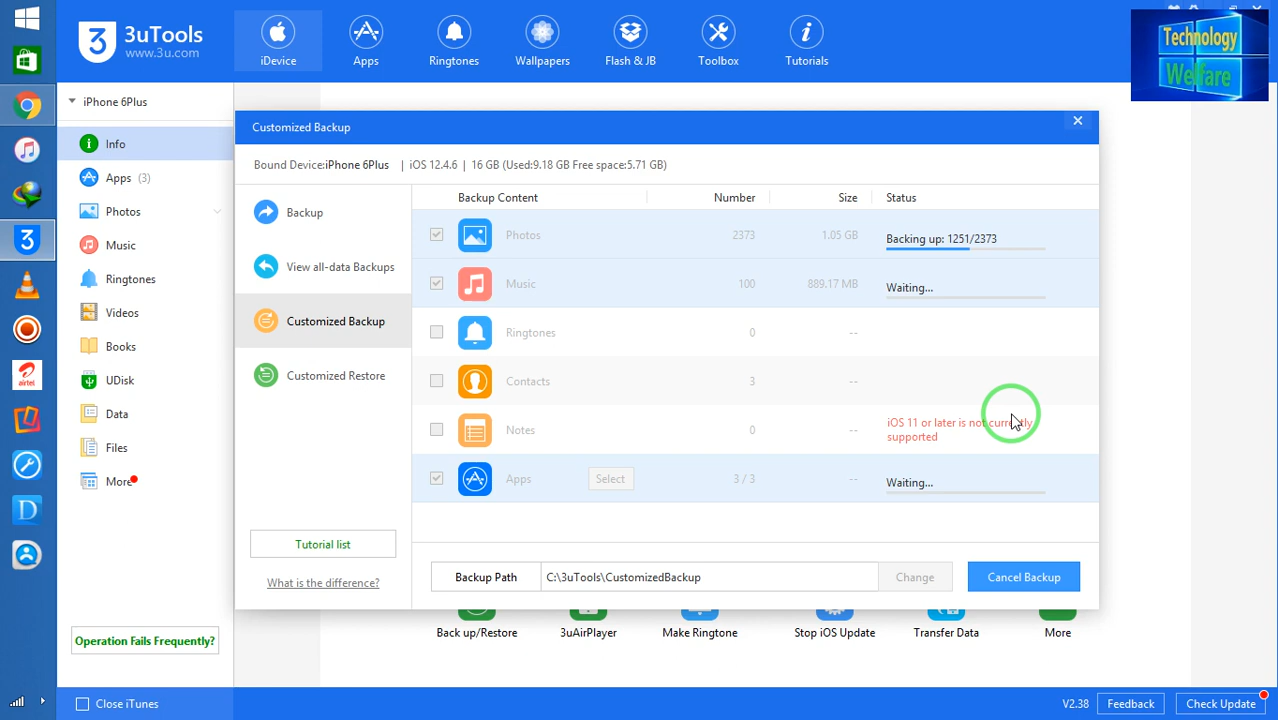 3uTools
www.3u.com
iDevice
Apps
Ringtones
Wallpapers
Flash & JB
Toolbox
Tutorials
Technology
Welfare
iPhone 6Plus
Info
Apps (3)
Photos
Music
Ringtones
Videos
Books
UDisk
Data
Files
More
Operation Fails Frequently?
Close iTunes
Customized Backup
Bound Device:iPhone 6Plus | iOS 12.4.6 | 16 GB (Used:9.18 GB Free space:5.71 GB)
Backup
View all-data Backups
Customized Backup
Customized Restore
Tutorial list
What is the difference?
Backup Content Number Size Status
Photos 2373 1.05 GB Backing up: 1251/2373
Music 100 889.17 MB Waiting...
Ringtones 0 --
Contacts 3 --
Notes 0 -- iOS 11 or later is not currently
supported
Apps Select 3 / 3 -- Waiting...
Backup Path C:\3uTools\CustomizedBackup Change Cancel Backup
Back up/Restore
3uAirPlayer
Make Ringtone
Stop iOS Update
Transfer Data
More
V2.38 Feedback Check Update
airtel